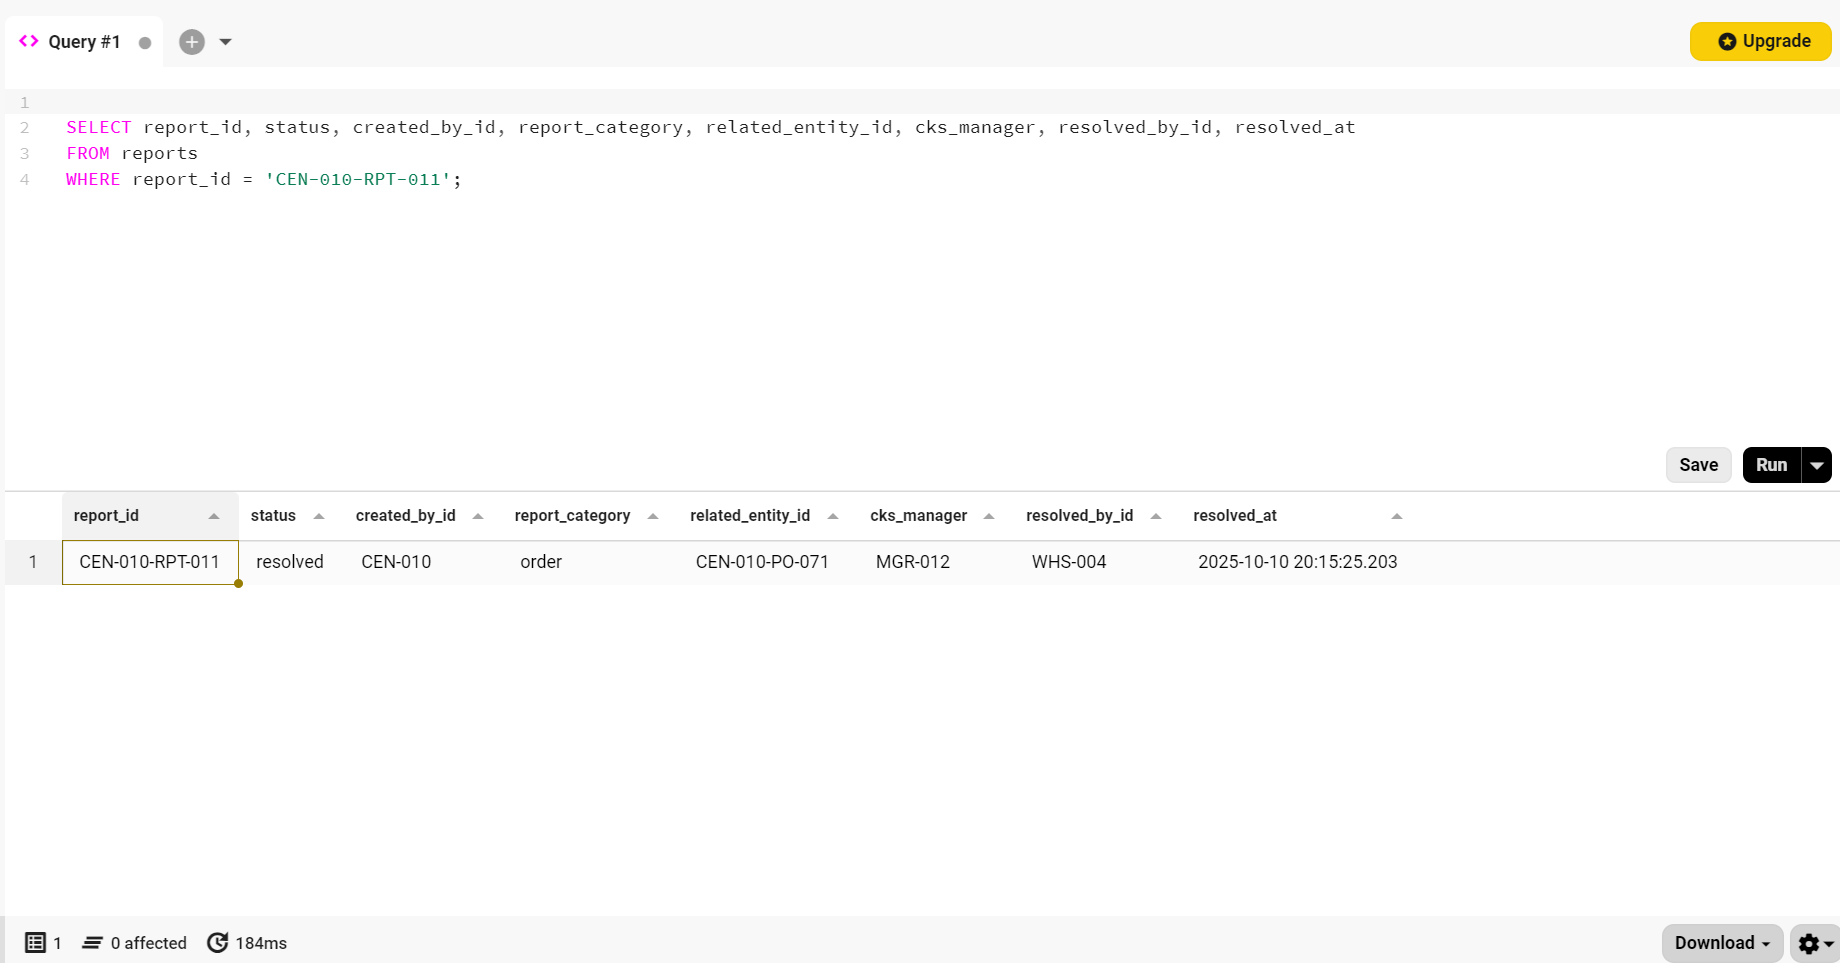 Query #1
Upgrade
1
2 SELECT report_id, status, created_by_id, report_category, related_entity_id, cks_manager, resolved_by_id, resolved_at
3 FROM reports
4 WHERE report_id = 'CEN-010-RPT-011';
Save Run
report_id status created_by_id report_category related_entity_id cks_manager resolved_by_id resolved_at
1 CEN-010-RPT-011 resolved CEN-010 order CEN-010-PO-071 MGR-012 WHS-004 2025-10-10 20:15:25.203
1 0 affected 184ms Download